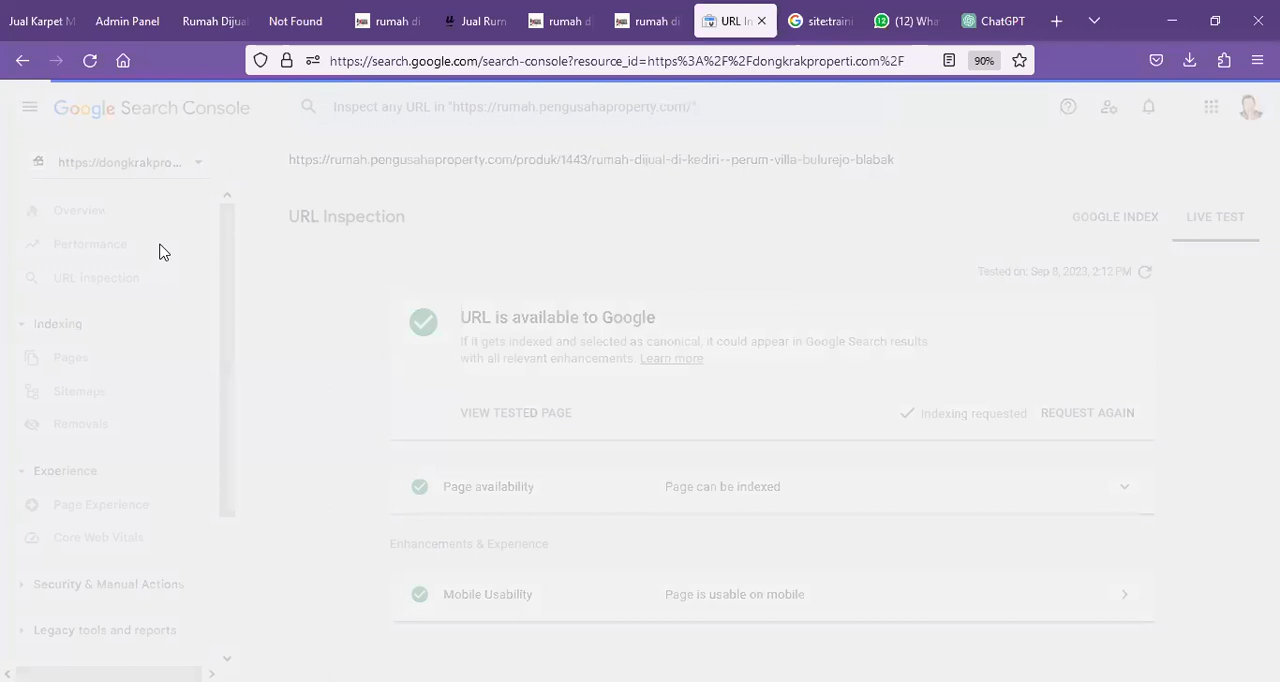 Jual Karpet M
Admin Panel
Rumah Dijua
Not Found
rumah di
Jual Rum
rumah d
rumah di
URL In
site:traini
(12) Wha
ChatGPT
https://search.google.com/search-console?resource_id=https%3A%2F%2Fdongkrakproperti.com%2F
90%
Google Search Console
Inspect any URL in "https://rumah.pengusahaproperty.com/"
https://dongkrakpro...
https://rumah.pengusahaproperty.com/produk/1443/rumah-dijual-di-kediri--perum-villa-bulurejo-blabak
Overview
Performance
URL inspection
Indexing
Pages
Sitemaps
Removals
Experience
Page Experience
Core Web Vitals
Security & Manual Actions
Legacy tools and reports
URL Inspection
GOOGLE INDEX
LIVE TEST
Tested on: Sep 8, 2023, 2:12 PM
URL is available to Google
If it gets indexed and selected as canonical, it could appear in Google Search results
with all relevant enhancements. Learn more
VIEW TESTED PAGE
Indexing requested
REQUEST AGAIN
Page availability
Page can be indexed
Enhancements & Experience
Mobile Usability
Page is usable on mobile